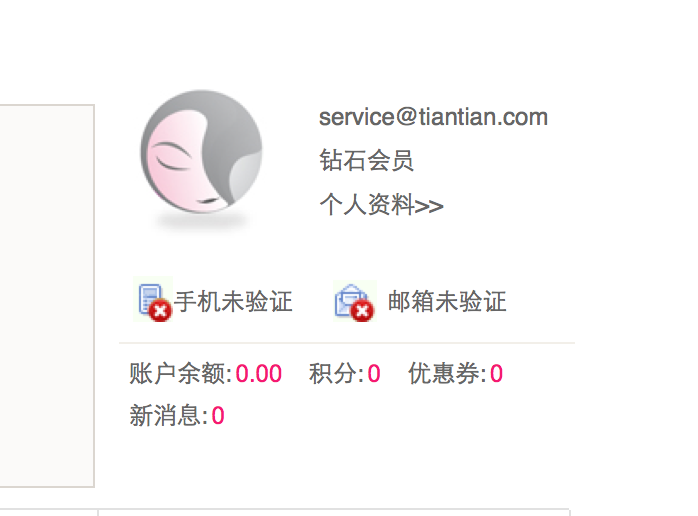 service@tiantian.com
钻石会员
个人资料>>
手机未验证 邮箱未验证
账户余额:0.00 积分:0 优惠券:0
新消息:0